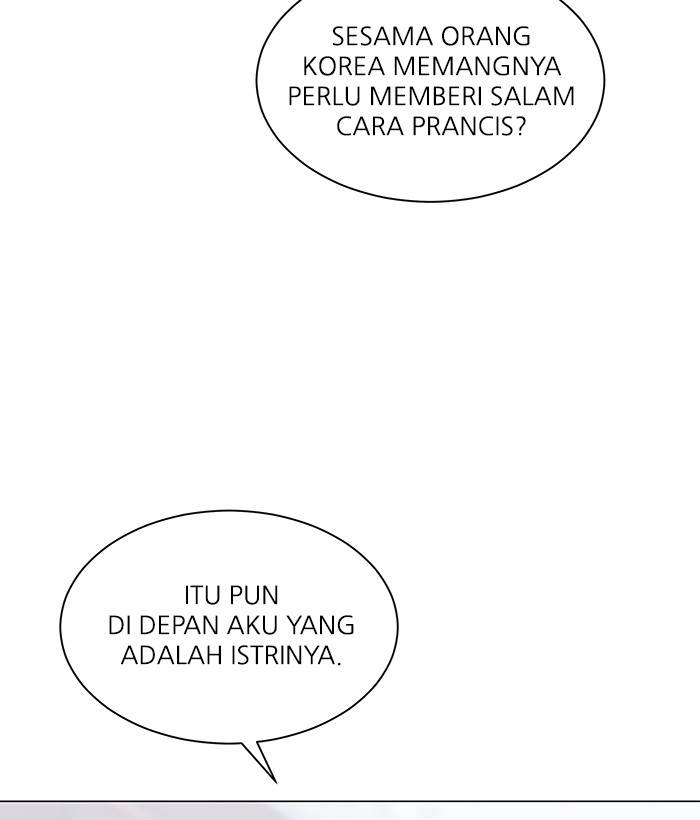 SESAMA ORANG
KOREA MEMANGNYA
PERLU MEMBERI SALAM
CARA PRANCIS?
ITU PUN
DI DEPAN AKU YANG
ADALAH ISTRINYA.